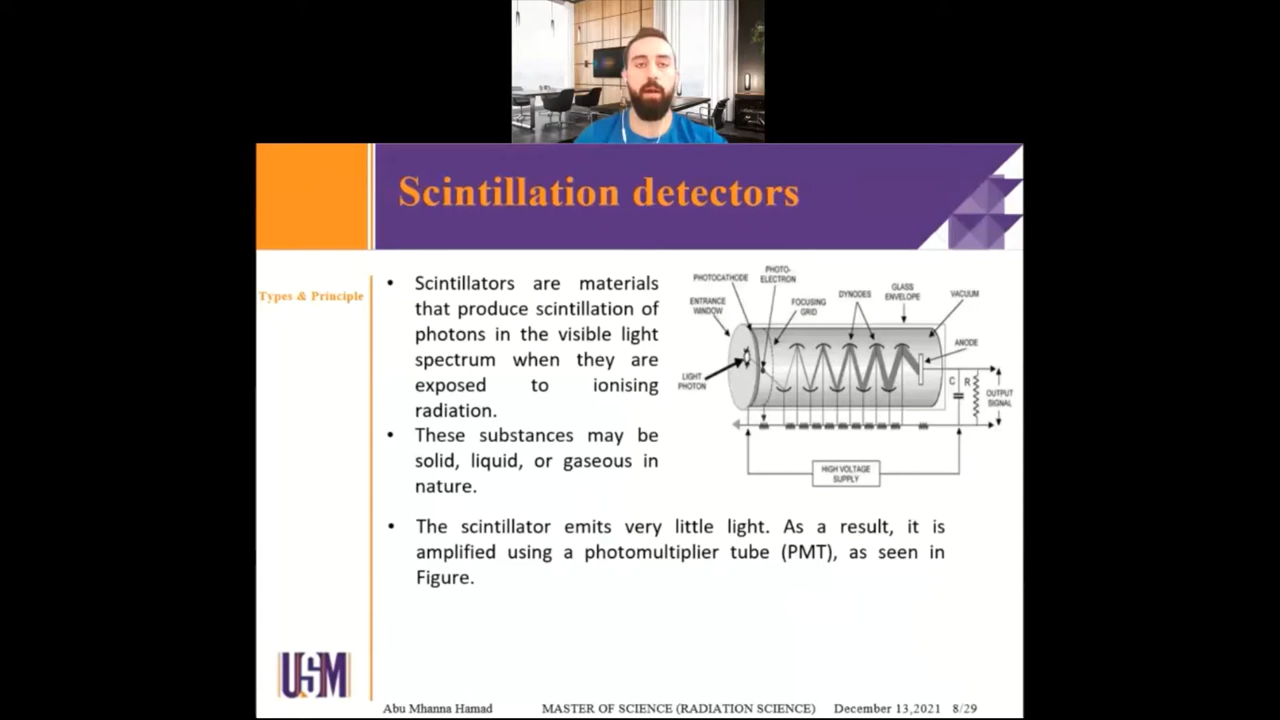 Scintillation detectors
Types & Principle
• Scintillators are materials
that produce scintillation of
photons in the visible light
spectrum when they are
exposed to ionising
radiation.
• These substances may be
solid, liquid, or gaseous in
nature.
• The scintillator emits very little light. As a result, it is
amplified using a photomultiplier tube (PMT), as seen in
Figure.
PHOTOCATHODE
PHOTO-
ELECTRON
ENTRANCE
WINDOW
FOCUSING
GRID
DYNODES
GLASS
ENVELOPE
VACUUM
ANODE
LIGHT
PHOTON
C R
OUTPUT
SIGNAL
HIGH VOLTAGE
SUPPLY
USM
Abu Mhanna Hamad MASTER OF SCIENCE (RADIATION SCIENCE) December 13,2021 8/29